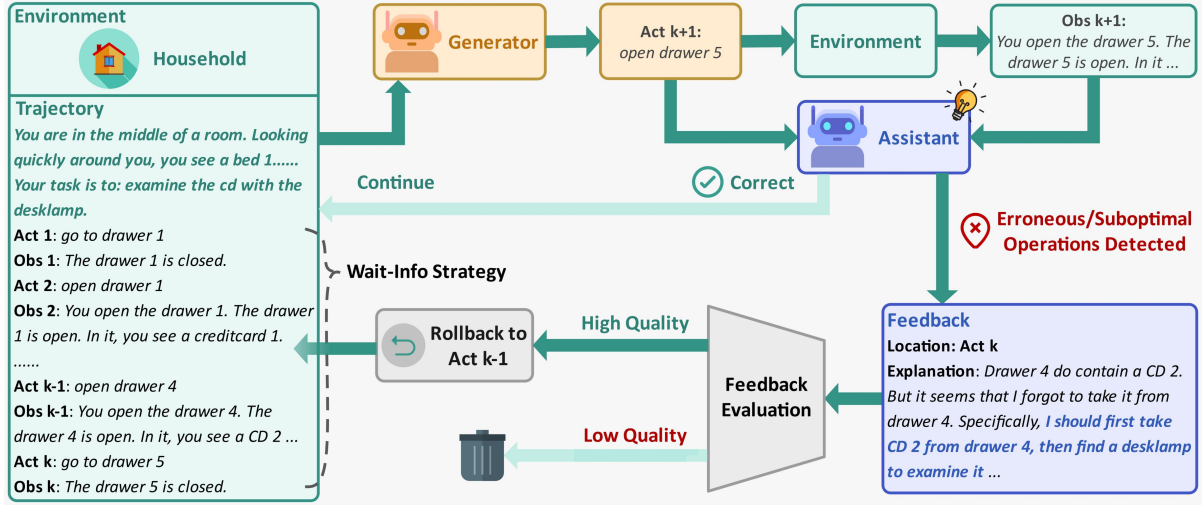 Environment
Household
Trajectory
You are in the middle of a room. Looking
quickly around you, you see a bed 1......
Your task is to: examine the cd with the
desklamp.
Act 1: go to drawer 1
Obs 1: The drawer 1 is closed.
Act 2: open drawer 1
Obs 2: You open the drawer 1. The drawer
1 is open. In it, you see a creditcard 1.
......
Act k-1: open drawer 4
Obs k-1: You open the drawer 4. The
drawer 4 is open. In it, you see a CD 2 ...
Act k: go to drawer 5
Obs k: The drawer 5 is closed.
Wait-Info Strategy
Generator
Act k+1:
open drawer 5
Environment
Obs k+1:
You open the drawer 5. The
drawer 5 is open. In it ...
Assistant
Continue
Correct
Erroneous/Suboptimal
Operations Detected
Feedback
Location: Act k
Explanation: Drawer 4 do contain a CD 2.
But it seems that I forgot to take it from
drawer 4. Specifically, I should first take
CD 2 from drawer 4, then find a desklamp
to examine it ...
Feedback
Evaluation
High Quality
Rollback to
Act k-1
Low Quality